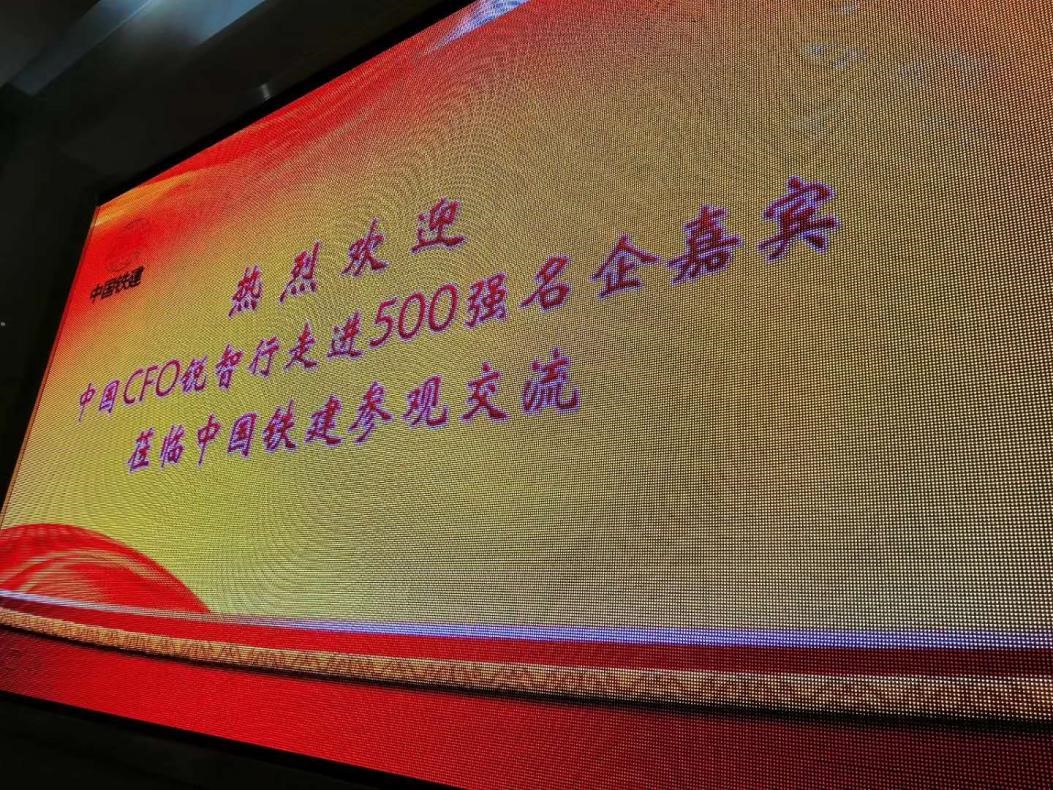 中国铁建
热烈欢迎
中国CFO锐智行走进500强名企嘉宾
莅临中国铁建参观交流